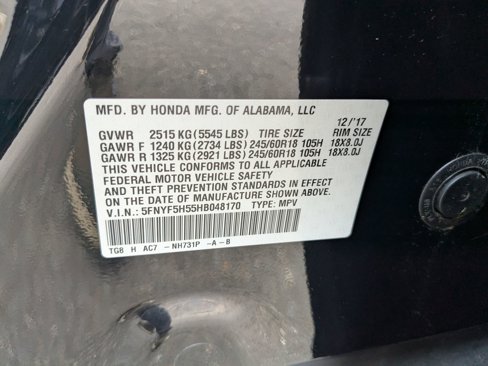 MFD. BY HONDA MFG. OF ALABAMA, LLC
12/'17
GVWR 2515 KG (5545 LBS) TIRE SIZE RIM SIZE
GAWR F 1240 KG (2734 LBS) 245/60R18 105H 18X8.0J
GAWR R 1325 KG (2921 LBS) 245/60R18 105H 18X8.0J
THIS VEHICLE CONFORMS TO ALL APPLICABLE
FEDERAL MOTOR VEHICLE SAFETY
AND THEFT PREVENTION STANDARDS IN EFFECT
ON THE DATE OF MANUFACTURE SHOWN ABOVE.
V.I.N.: 5FNYF5H55HB048170 TYPE: MPV
TG8 H AC7 -NH731P -A-B